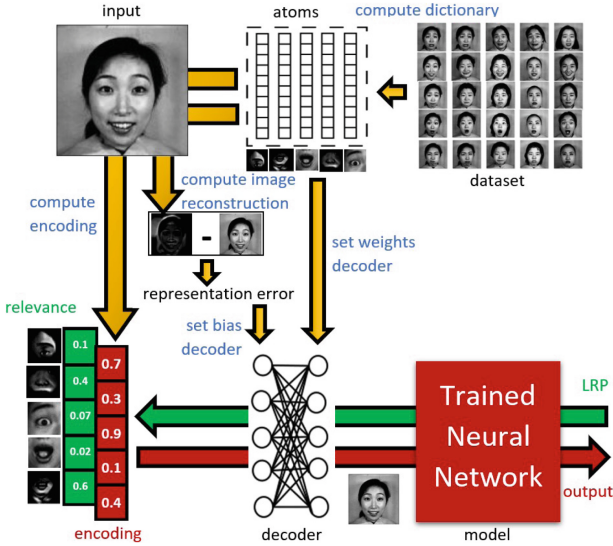 input
atoms
compute dictionary
dataset
compute
encoding
compute image
reconstruction
-
set weights
decoder
representation error
relevance
set bias
decoder
0.1
0.4
0.07
0.02
0.6
0.7
0.3
0.9
0.1
0.4
Trained
Neural
Network
LRP
output
encoding
decoder
model